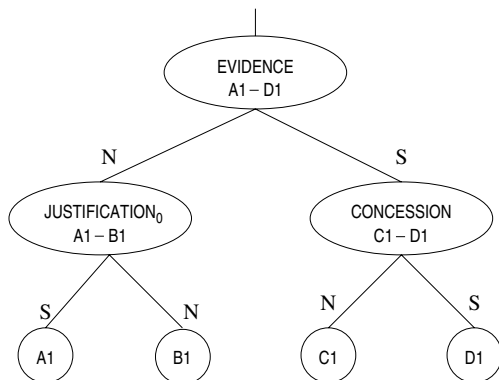 EVIDENCE
A1 – D1
N S
JUSTIFICATION₀ CONCESSION
A1 – B1 C1 – D1
S N N S
A1 B1 C1 D1